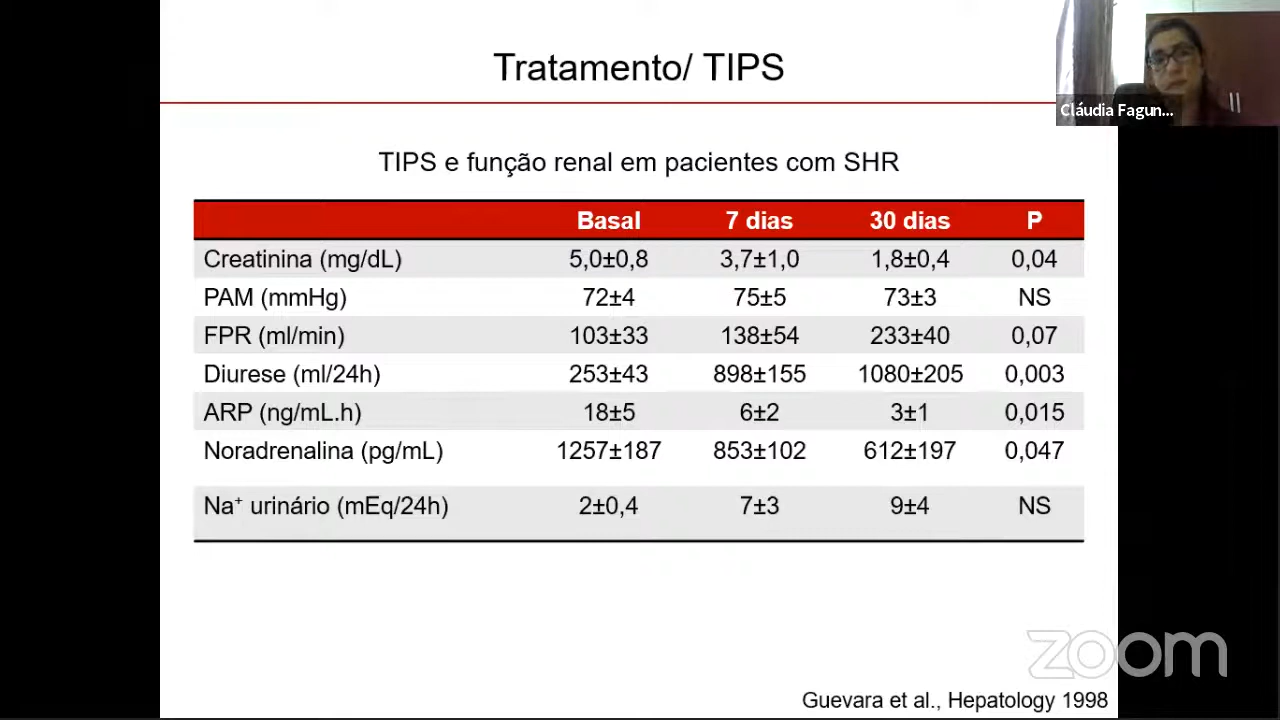 Tratamento/ TIPS
Cláudia Fagun...
TIPS e função renal em pacientes com SHR
Basal 7 dias 30 dias P
Creatinina (mg/dL) 5,0±0,8 3,7±1,0 1,8±0,4 0,04
PAM (mmHg) 72±4 75±5 73±3 NS
FPR (ml/min) 103±33 138±54 233±40 0,07
Diurese (ml/24h) 253±43 898±155 1080±205 0,003
ARP (ng/mL.h) 18±5 6±2 3±1 0,015
Noradrenalina (pg/mL) 1257±187 853±102 612±197 0,047
Na⁺ urinário (mEq/24h) 2±0,4 7±3 9±4 NS
zoom
Guevara et al., Hepatology 1998